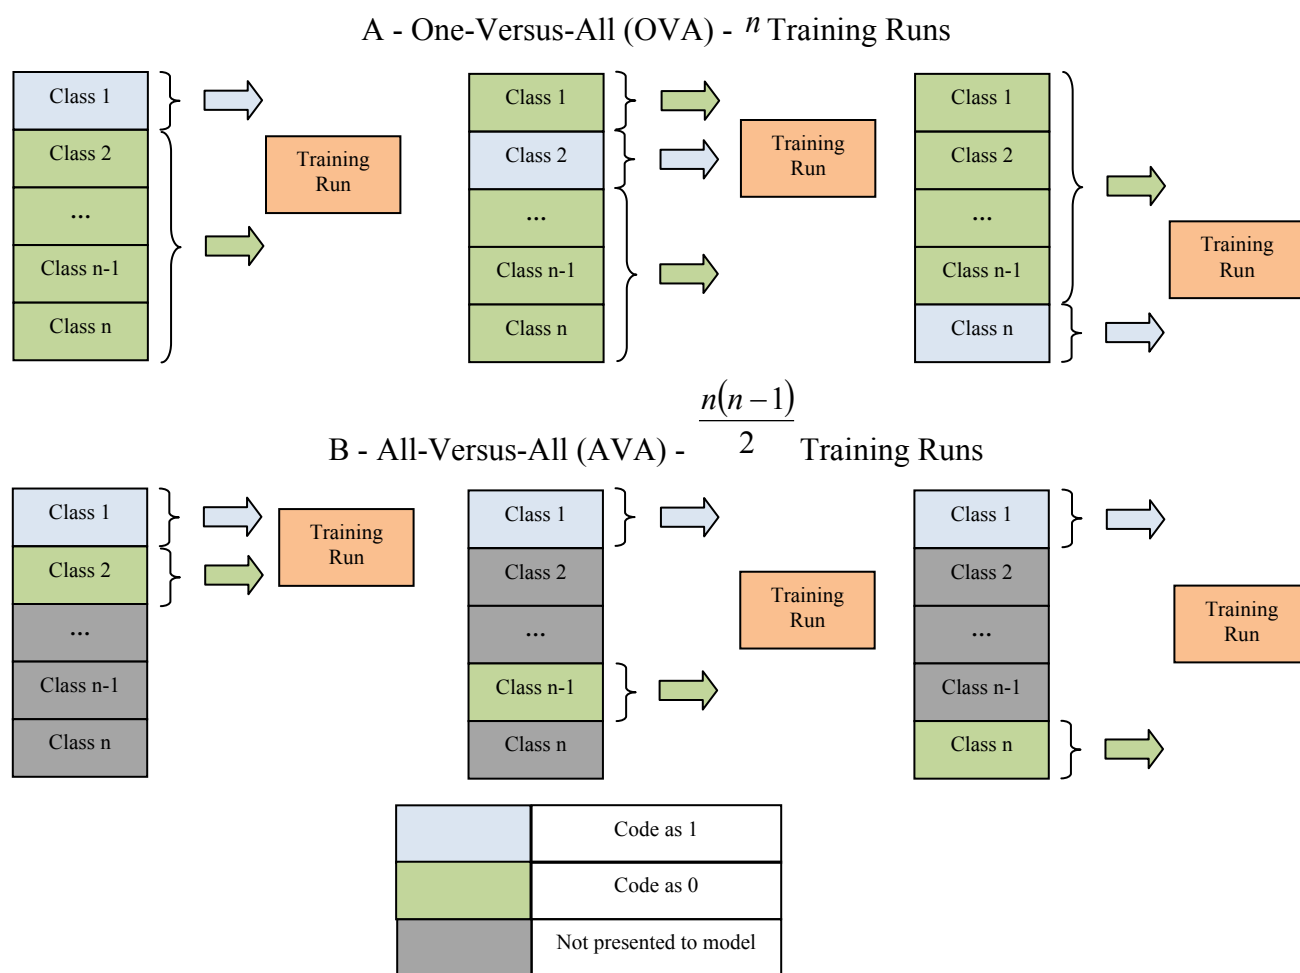 A - One-Versus-All (OVA) - n Training Runs
Class 1
Class 2
...
Class n-1
Class n
Training
Run
Class 1
Class 2
...
Class n-1
Class n
Training
Run
Class 1
Class 2
...
Class n-1
Class n
Training
Run
B - All-Versus-All (AVA) - n(n − 1)/2 Training Runs
Class 1
Class 2
...
Class n-1
Class n
Training
Run
Class 1
Class 2
...
Class n-1
Class n
Training
Run
Class 1
Class 2
...
Class n-1
Class n
Training
Run
Code as 1
Code as 0
Not presented to model